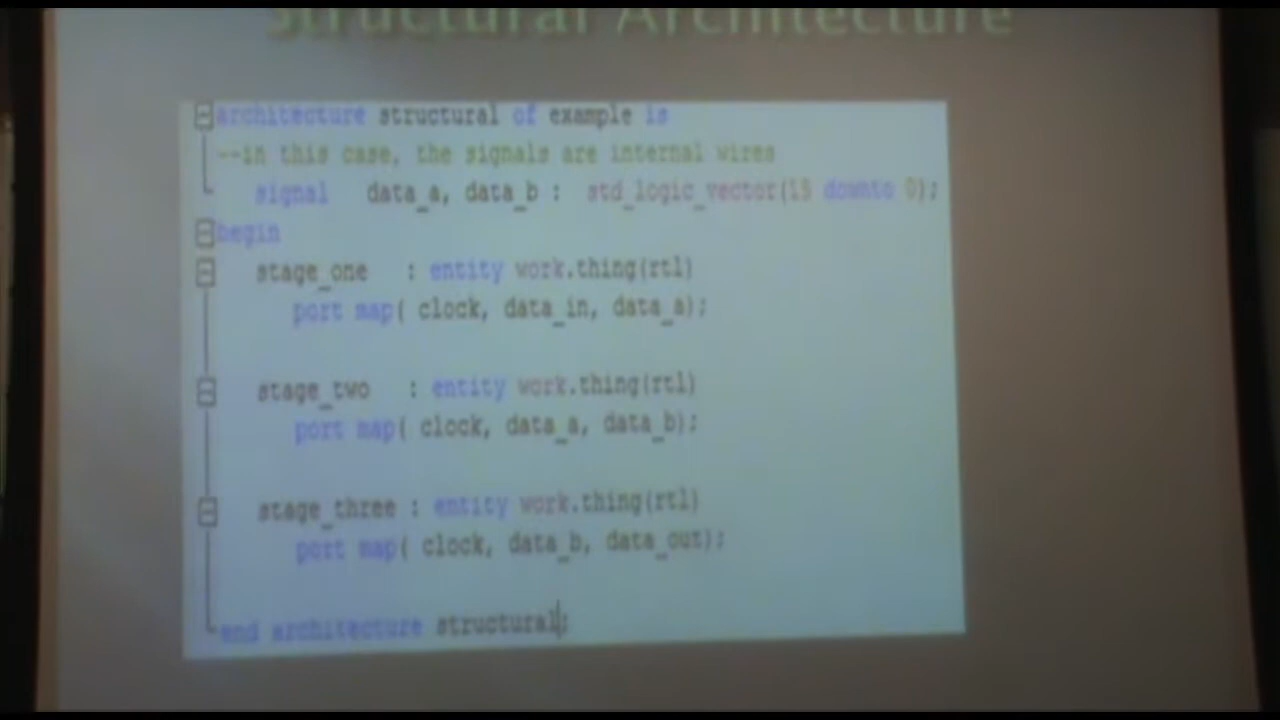 Structural Architecture
architecture structural of example is
--in this case, the signals are internal wires
signal data_a, data_b : std_logic_vector(15 downto 0);
begin
stage_one : entity work.thing(rtl)
port map( clock, data_in, data_a);
stage_two : entity work.thing(rtl)
port map( clock, data_a, data_b);
stage_three : entity work.thing(rtl)
port map( clock, data_b, data_out);
end architecture structural;